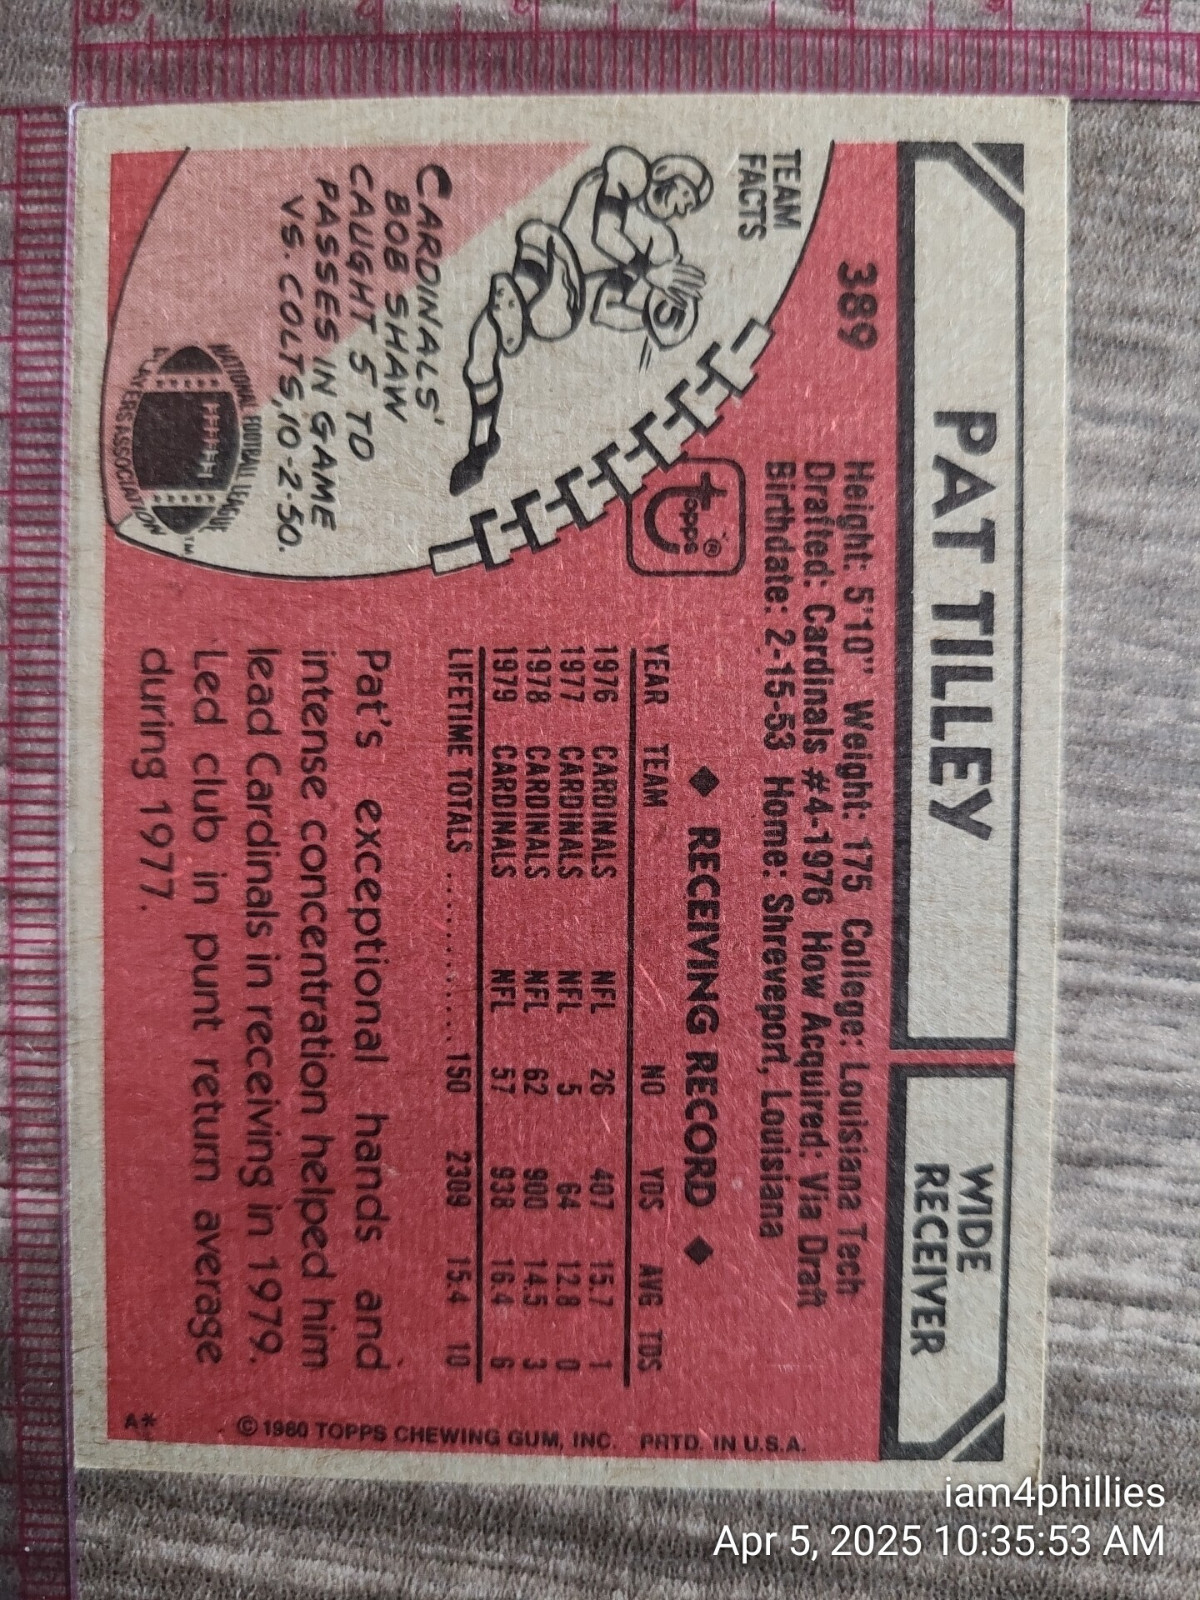 PAT TILLEY
WIDE
RECEIVER
389
Height: 5'10" Weight: 175 College: Louisiana Tech
Drafted: Cardinals #4-1976 How Acquired: Via Draft
Birthdate: 2-15-53 Home: Shreveport, Louisiana
topps®
TEAM
FACTS
5
CARDINALS'
BOB SHAW
CAUGHT 5 TD
PASSES IN GAME
VS. COLTS, 10-2-50.
NATIONAL FOOTBALL LEAGUE
PLAYERS ASSOCIATION
TM
◆ RECEIVING RECORD ◆
YEAR TEAM NO YDS AVG TDS
1976 CARDINALS NFL 26 407 15.7 1
1977 CARDINALS NFL 5 64 12.8 0
1978 CARDINALS NFL 62 900 14.5 3
1979 CARDINALS NFL 57 938 16.4 6
LIFETIME TOTALS .......... 150 2309 15.4 10
Pat's exceptional hands and
intense concentration helped him
lead Cardinals in receiving in 1979.
Led club in punt return average
during 1977.
© 1980 TOPPS CHEWING GUM, INC. PRTD. IN U.S.A.
A*
iam4phillies
Apr 5, 2025 10:35:53 AM